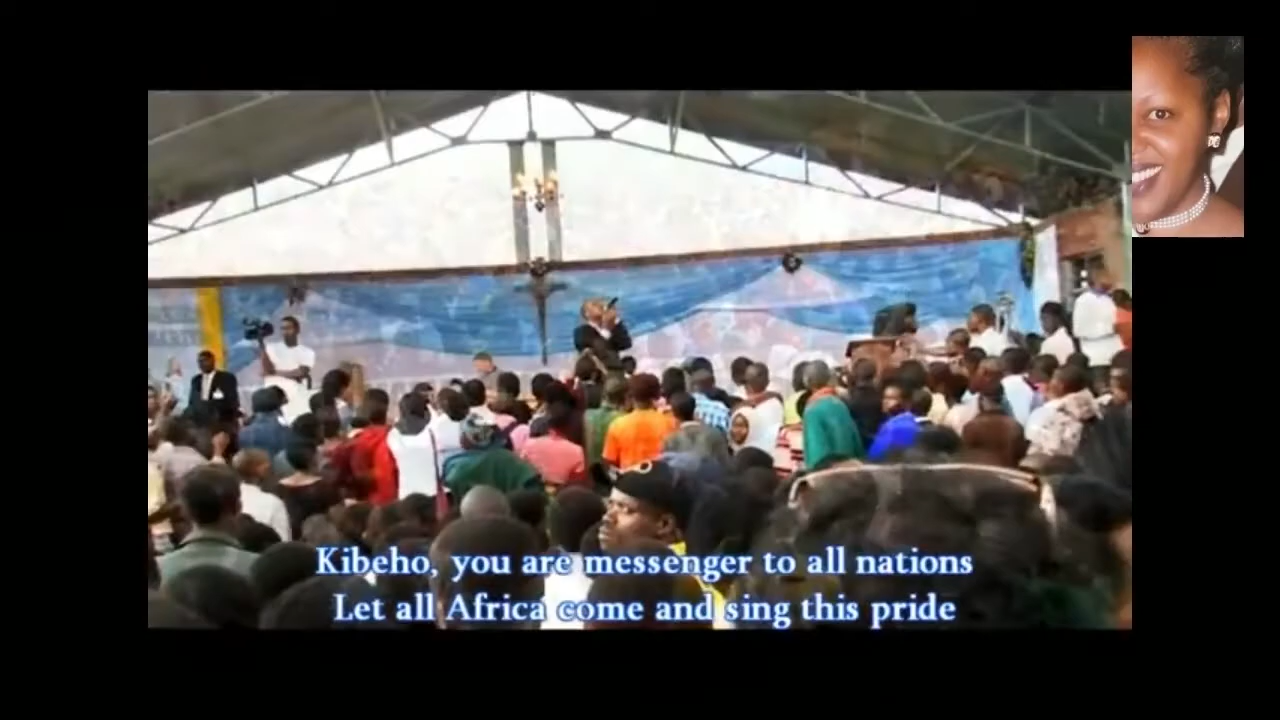 Kibeho, you are messenger to all nations
Let all Africa come and sing this pride